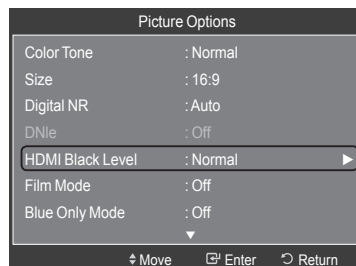 Picture Options
Color Tone : Normal
Size : 16:9
Digital NR : Auto
DNIe : Off
HDMI Black Level : Normal ▶
Film Mode : Off
Blue Only Mode : Off
▼
Move Enter Return